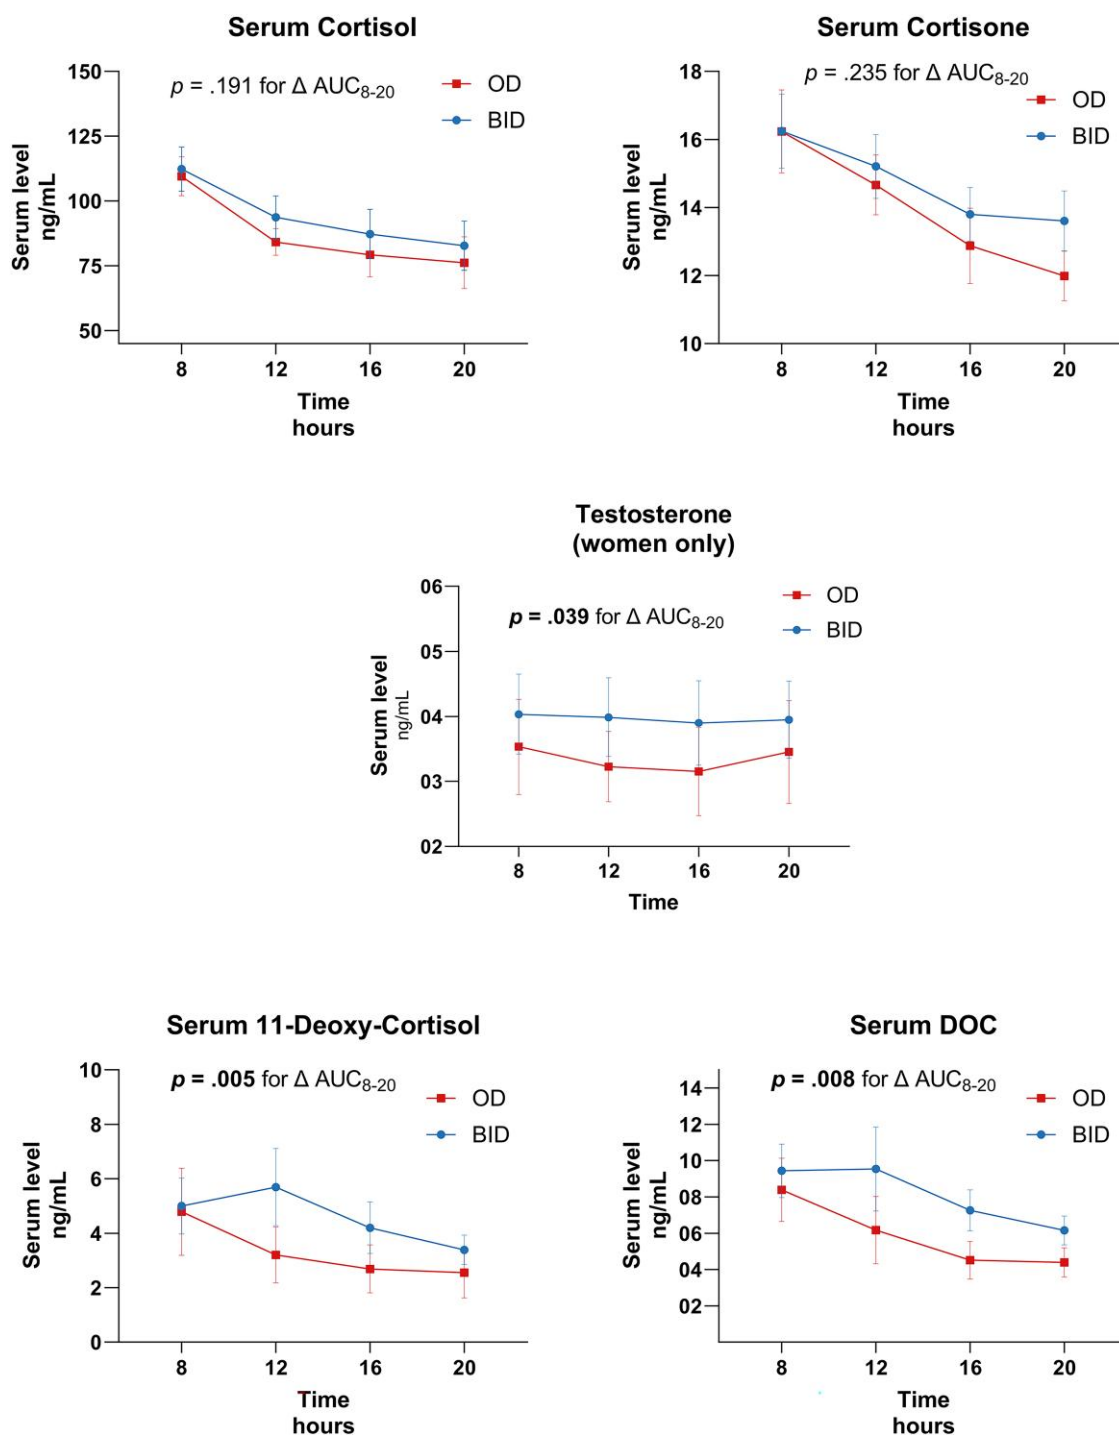 Serum Cortisol
p = .191 for Δ AUC8-20
OD
BID
150
125
100
75
50
Serum level
ng/mL
8 12 16 20
Time
hours
Serum Cortisone
p = .235 for Δ AUC8-20
OD
BID
18
16
14
12
10
Serum level
ng/mL
8 12 16 20
Time
hours
Testosterone
(women only)
p = .039 for Δ AUC8-20
OD
BID
06
05
04
03
02
Serum level
ng/mL
8 12 16 20
Time
Serum 11-Deoxy-Cortisol
p = .005 for Δ AUC8-20
OD
BID
10
8
6
4
2
0
Serum level
ng/mL
8 12 16 20
Time
hours
Serum DOC
p = .008 for Δ AUC8-20
OD
BID
14
12
10
08
06
04
02
Serum level
ng/mL
8 12 16 20
Time
hours